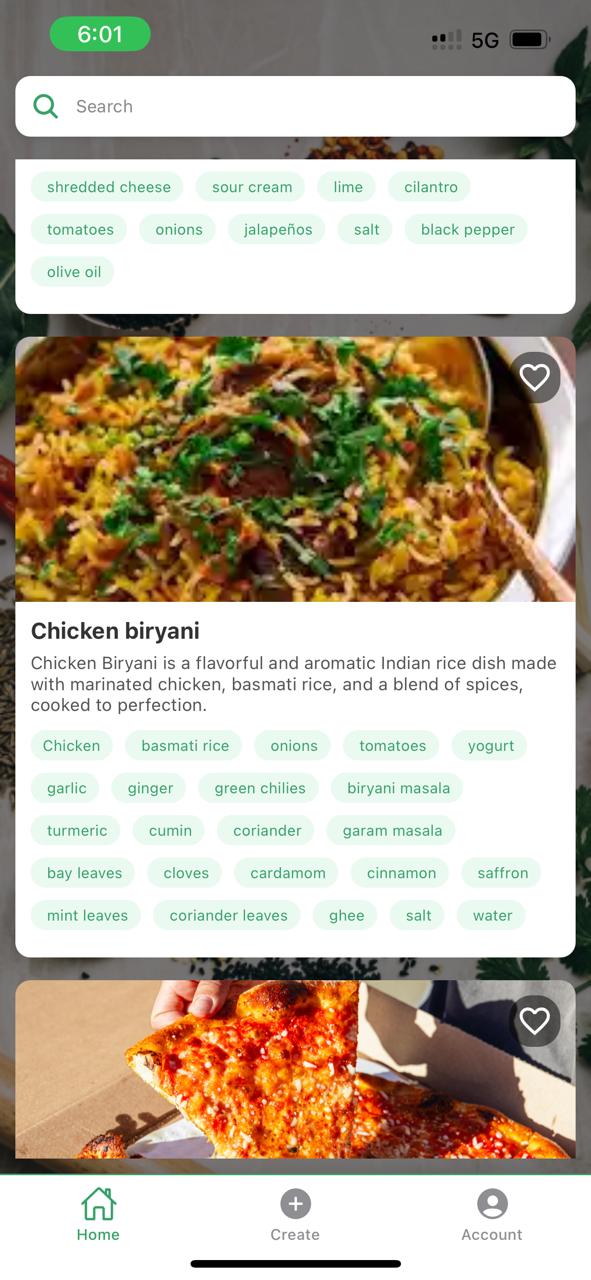 6:01 5G
Search
shredded cheese sour cream lime cilantro
tomatoes onions jalapeños salt black pepper
olive oil
Chicken biryani
Chicken Biryani is a flavorful and aromatic Indian rice dish made
with marinated chicken, basmati rice, and a blend of spices,
cooked to perfection.
Chicken basmati rice onions tomatoes yogurt
garlic ginger green chilies biryani masala
turmeric cumin coriander garam masala
bay leaves cloves cardamom cinnamon saffron
mint leaves coriander leaves ghee salt water
Home Create Account